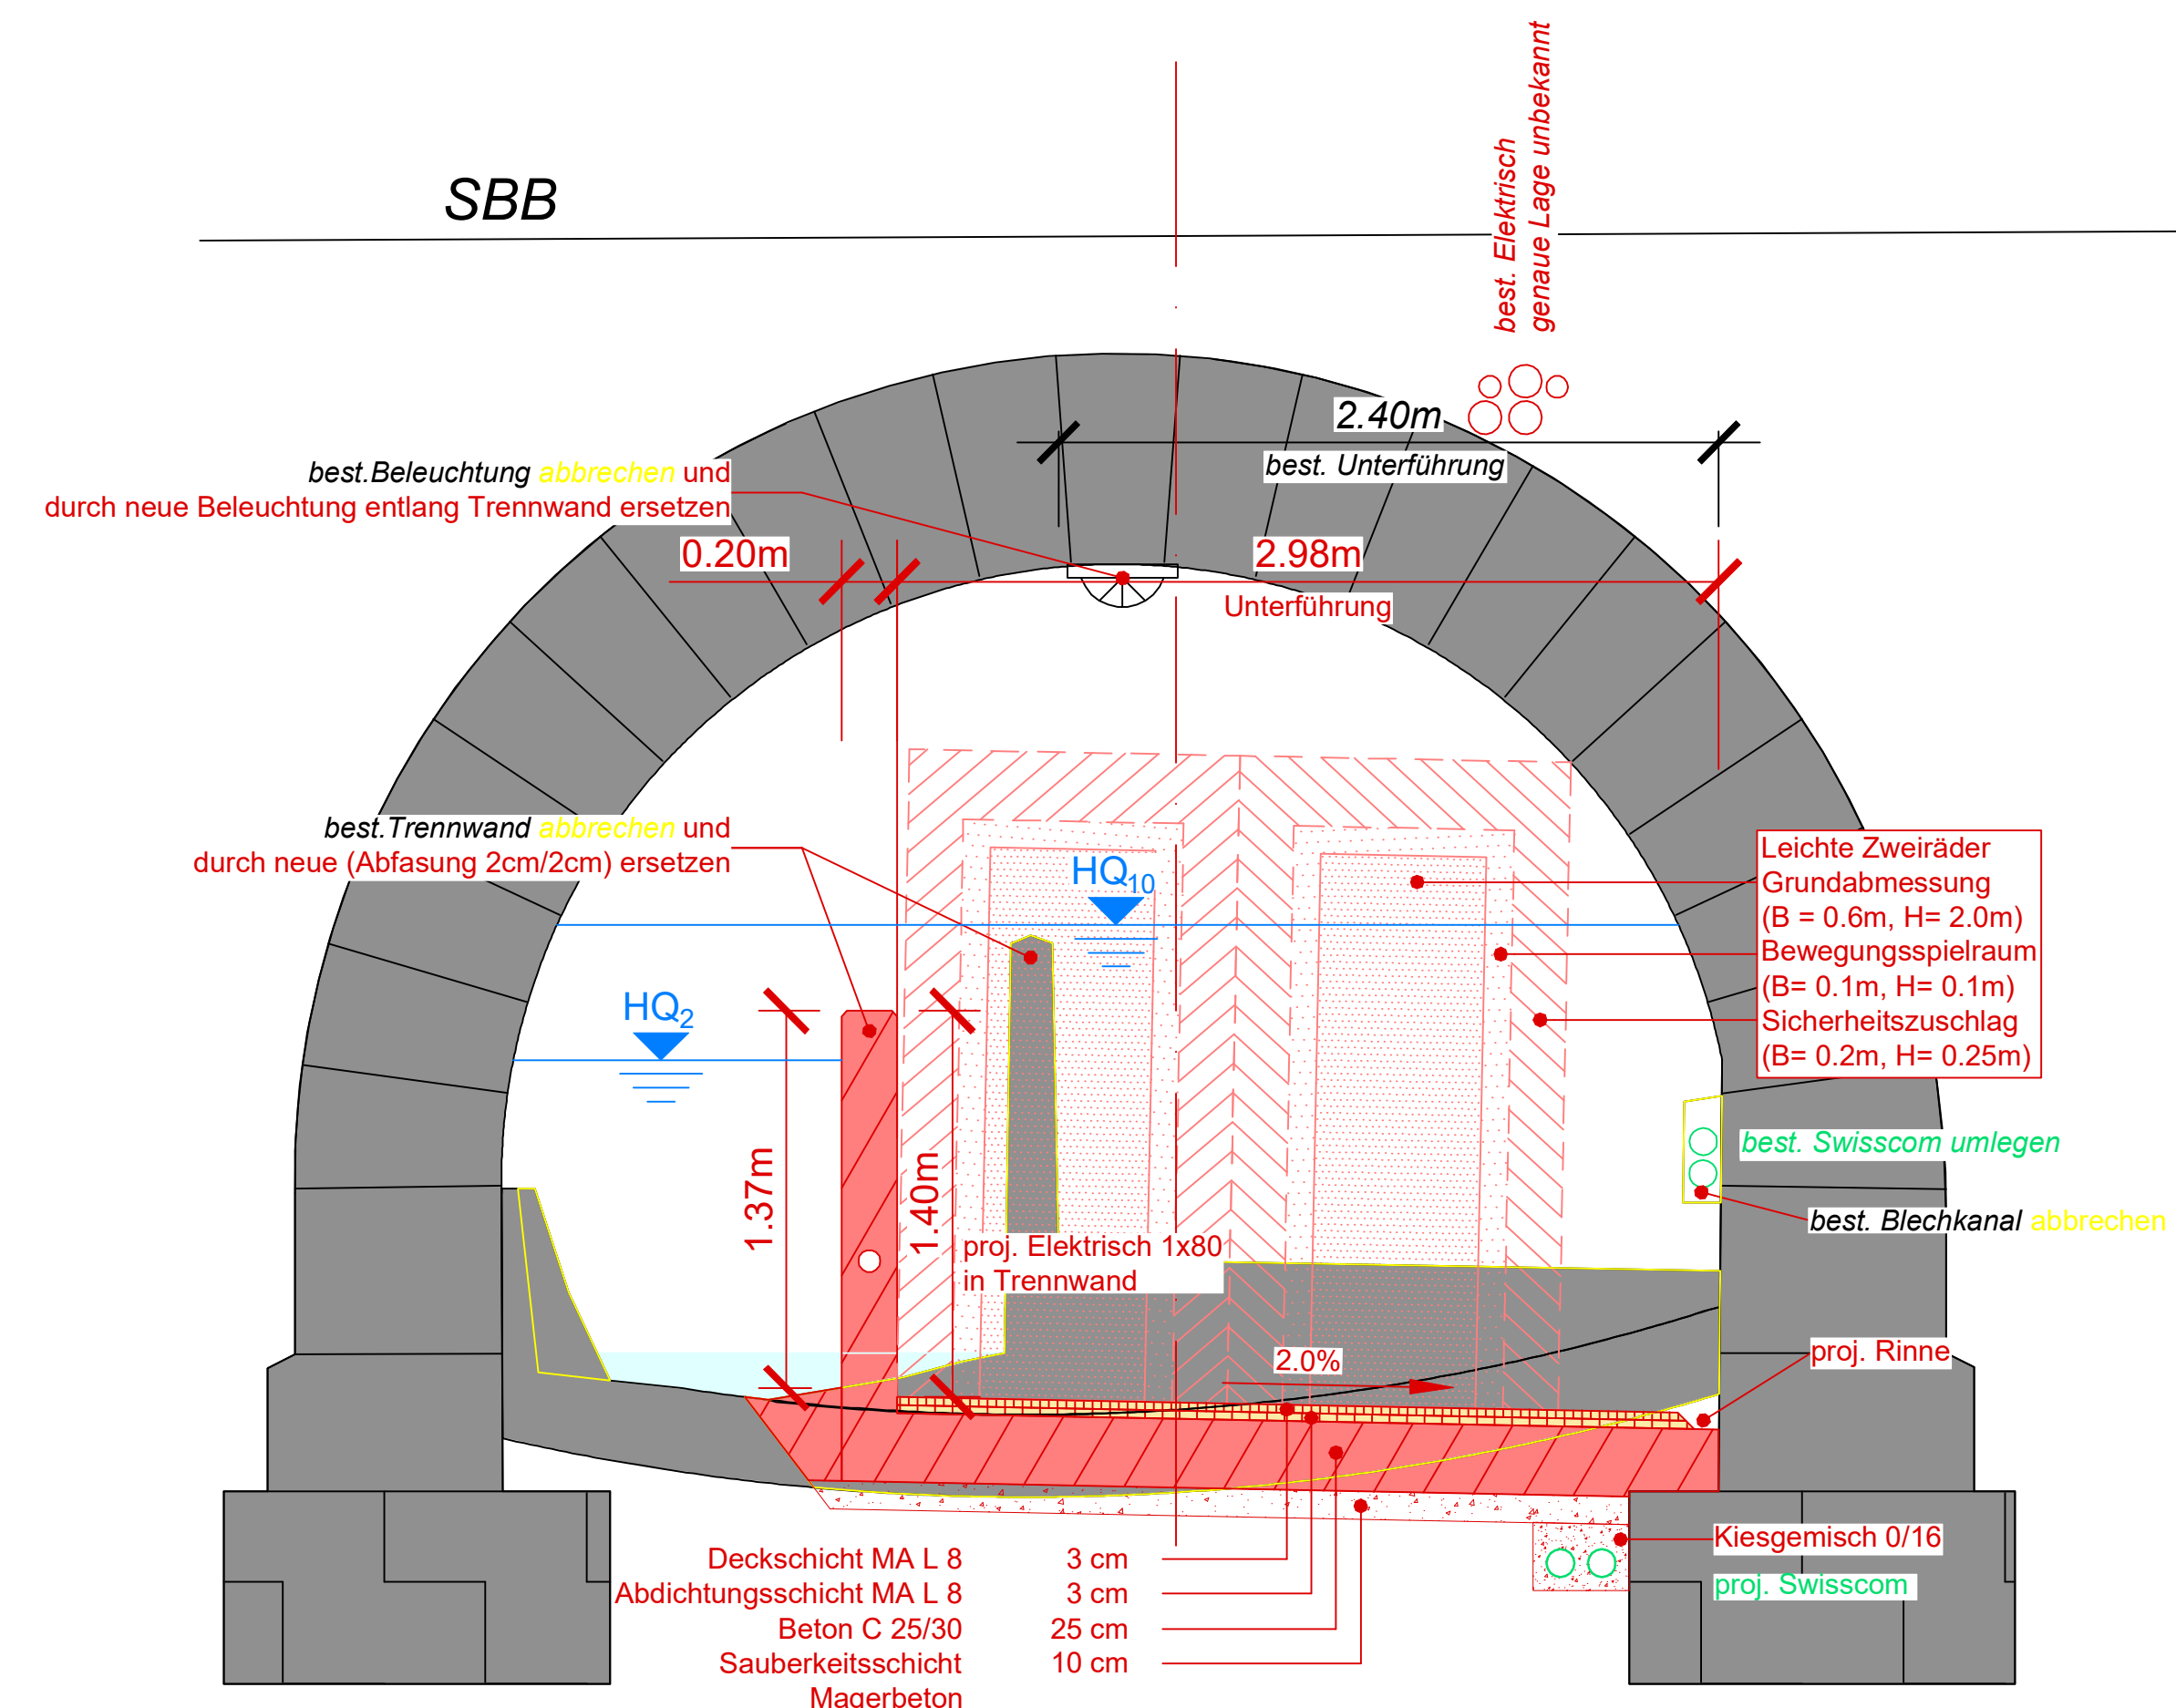 best. Elektrisch
genaue Lage unbekannt
SBB
2.40m
best. Unterführung
best.Beleuchtung abbrechen und
durch neue Beleuchtung entlang Trennwand ersetzen
0.20m
2.98m
Unterführung
best.Trennwand abbrechen und
durch neue (Abfasung 2cm/2cm) ersetzen
HQ10
HQ2
Leichte Zweiräder
Grundabmessung
(B = 0.6m, H= 2.0m)
Bewegungsspielraum
(B= 0.1m, H= 0.1m)
Sicherheitszuschlag
(B= 0.2m, H= 0.25m)
best. Swisscom umlegen
1.37m
1.40m
best. Blechkanal abbrechen
proj. Elektrisch 1x80
in Trennwand
2.0%
proj. Rinne
Kiesgemisch 0/16
proj. Swisscom
Deckschicht MA L 8 3 cm
Abdichtungsschicht MA L 8 3 cm
Beton C 25/30 25 cm
Sauberkeitsschicht 10 cm
Magerbeton